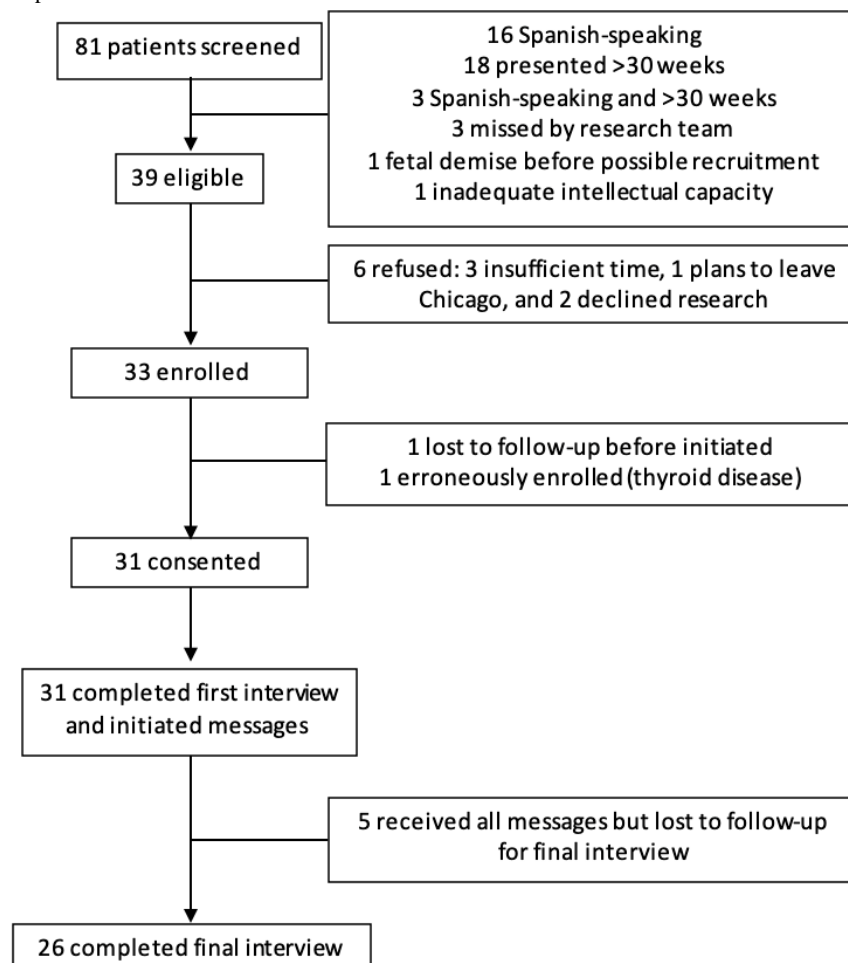 81 patients screened
16 Spanish-speaking
18 presented >30 weeks
3 Spanish-speaking and >30 weeks
3 missed by research team
1 fetal demise before possible recruitment
1 inadequate intellectual capacity
39 eligible
6 refused: 3 insufficient time, 1 plans to leave
Chicago, and 2 declined research
33 enrolled
1 lost to follow-up before initiated
1 erroneously enrolled (thyroid disease)
31 consented
31 completed first interview
and initiated messages
5 received all messages but lost to follow-up
for final interview
26 completed final interview